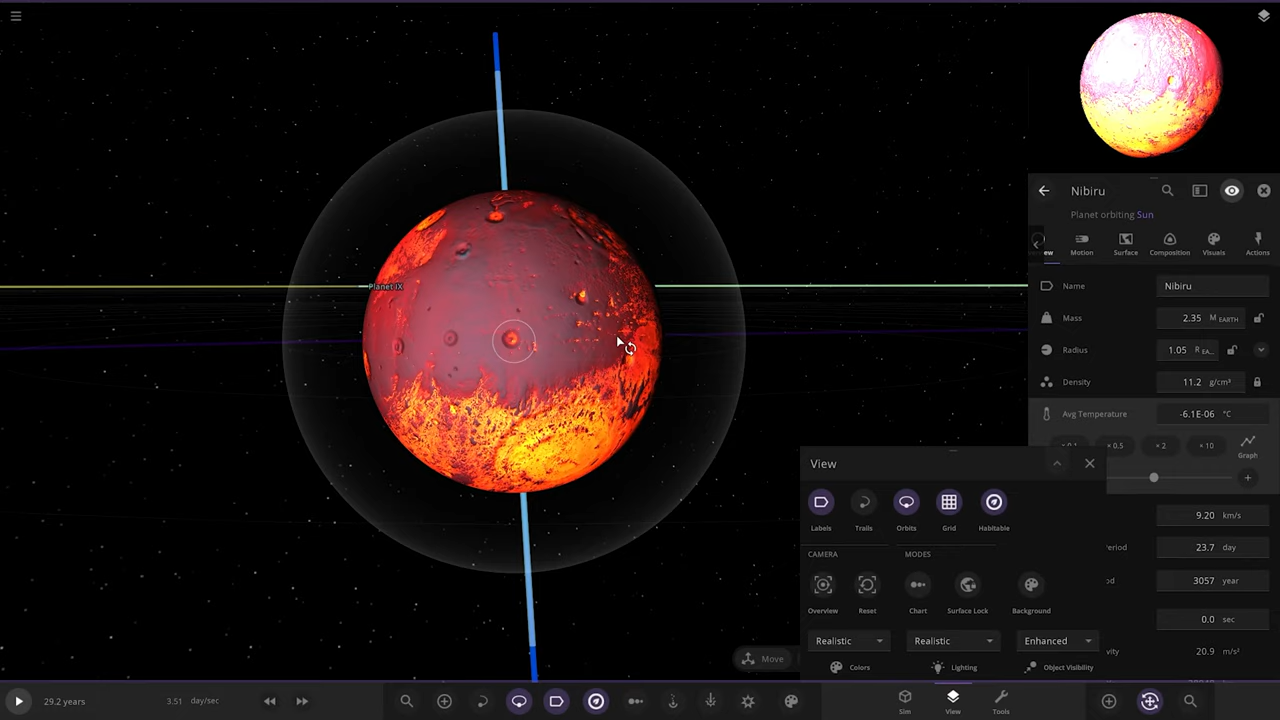 Nibiru
Planet orbiting Sun
Motion Surface Composition Visuals Actions
Name Nibiru
Mass 2.35 M EARTH
Radius 1.05 R EA...
Density 11.2 g/cm³
Avg Temperature -6.1E-06 °C
× 0.5 × 2 × 10 Graph
Planet IX
View
Labels Trails Orbits Grid Habitable
CAMERA MODES
Overview Reset Chart Surface Lock Background
Realistic Realistic Enhanced
Colors Lighting Object Visibility
9.20 km/s
23.7 day
3057 year
0.0 sec
20.9 m/s²
Move
29.2 years 3.51 day/sec
Sim View Tools